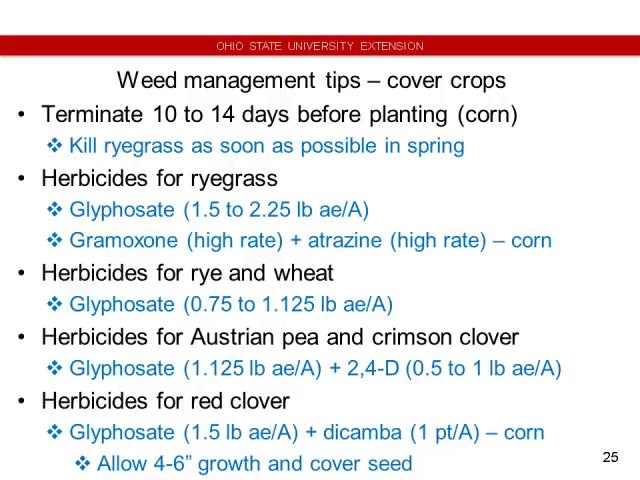 OHIO STATE UNIVERSITY EXTENSION
Weed management tips – cover crops
• Terminate 10 to 14 days before planting (corn)
❖ Kill ryegrass as soon as possible in spring
• Herbicides for ryegrass
❖ Glyphosate (1.5 to 2.25 lb ae/A)
❖ Gramoxone (high rate) + atrazine (high rate) – corn
• Herbicides for rye and wheat
❖ Glyphosate (0.75 to 1.125 lb ae/A)
• Herbicides for Austrian pea and crimson clover
❖ Glyphosate (1.125 lb ae/A) + 2,4-D (0.5 to 1 lb ae/A)
• Herbicides for red clover
❖ Glyphosate (1.5 lb ae/A) + dicamba (1 pt/A) – corn
❖ Allow 4-6” growth and cover seed
25